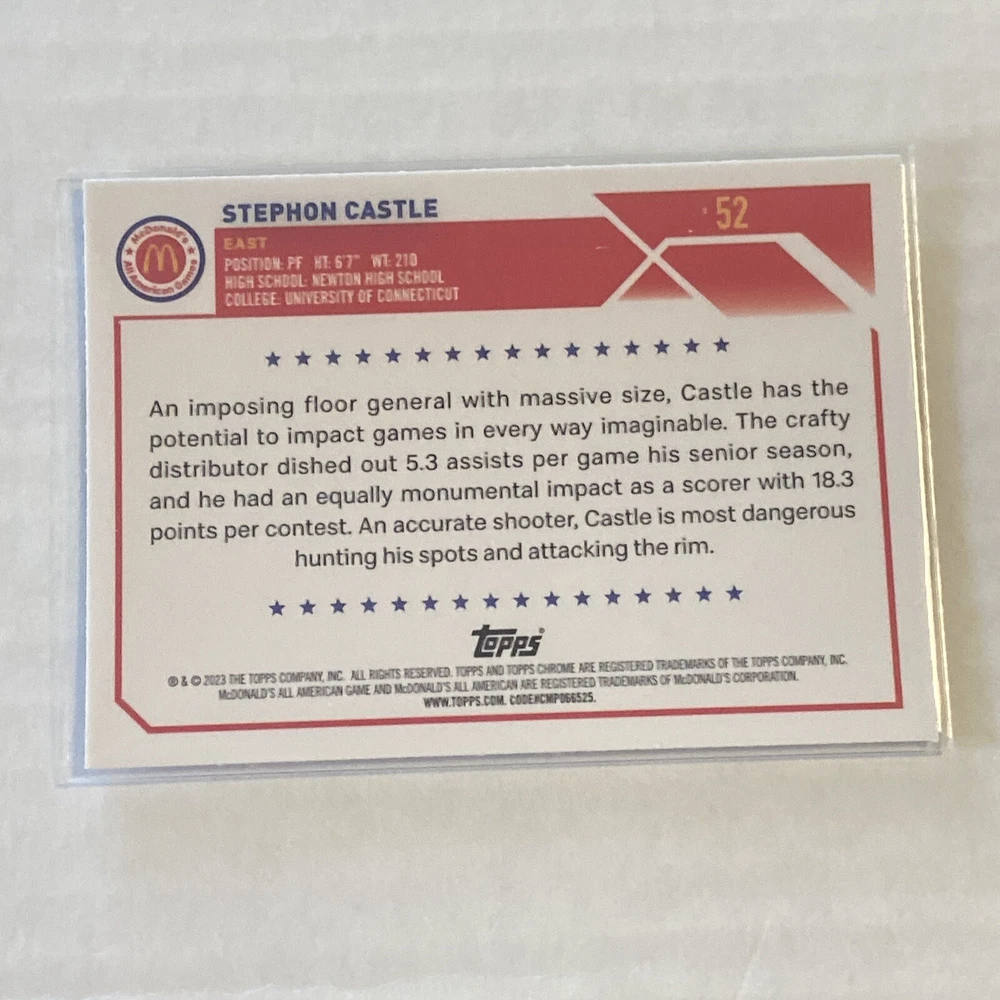 STEPHON CASTLE
52
McDonald's
All American Games
EAST
POSITION: PF HT: 6'7" WT: 210
HIGH SCHOOL: NEWTON HIGH SCHOOL
COLLEGE: UNIVERSITY OF CONNECTICUT
An imposing floor general with massive size, Castle has the
potential to impact games in every way imaginable. The crafty
distributor dished out 5.3 assists per game his senior season,
and he had an equally monumental impact as a scorer with 18.3
points per contest. An accurate shooter, Castle is most dangerous
hunting his spots and attacking the rim.
TOPPS®
® & © 2023 THE TOPPS COMPANY, INC. ALL RIGHTS RESERVED. TOPPS AND TOPPS CHROME ARE REGISTERED TRADEMARKS OF THE TOPPS COMPANY, INC.
McDONALD'S ALL AMERICAN GAME AND McDONALD'S ALL AMERICAN ARE REGISTERED TRADEMARKS OF McDONALD'S CORPORATION.
WWW.TOPPS.COM. CODE#CMP066525.